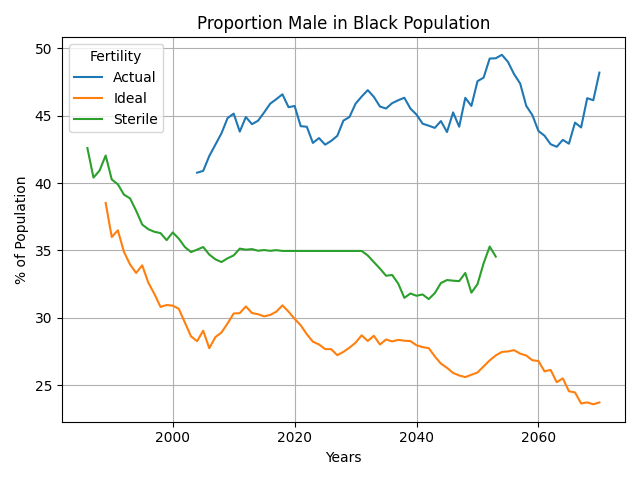 Proportion Male in Black Population
Fertility
Actual
Ideal
Sterile
50
45
40
35
30
25
% of Population
2000 2020 2040 2060
Years